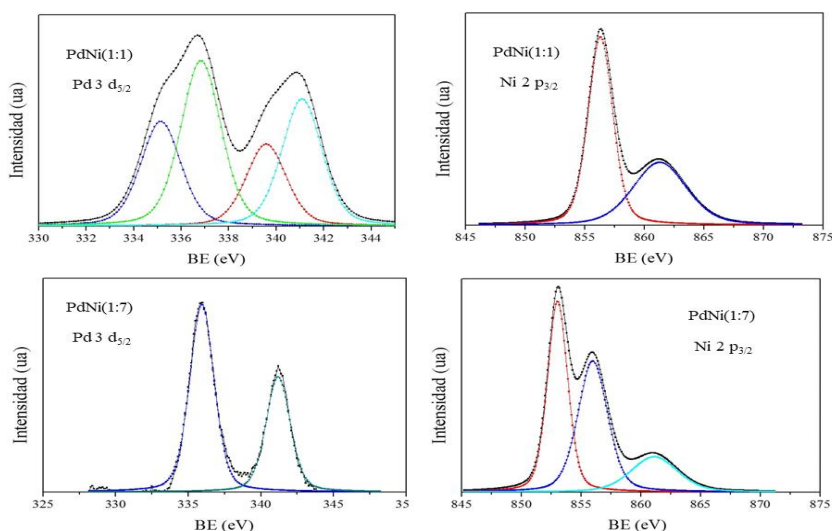 PdNi(1:1)
Pd 3 d5/2
Intensidad (ua)
330 332 334 336 338 340 342 344
BE (eV)
PdNi(1:1)
Ni 2 p3/2
Intensidad (ua)
845 850 855 860 865 870 875
BE (eV)
PdNi(1:7)
Pd 3 d5/2
Intensidad (ua)
325 330 335 340 345 35
BE (eV)
PdNi(1:7)
Ni 2 p3/2
Intensidad (ua)
845 850 855 860 865 870 875
BE (eV)